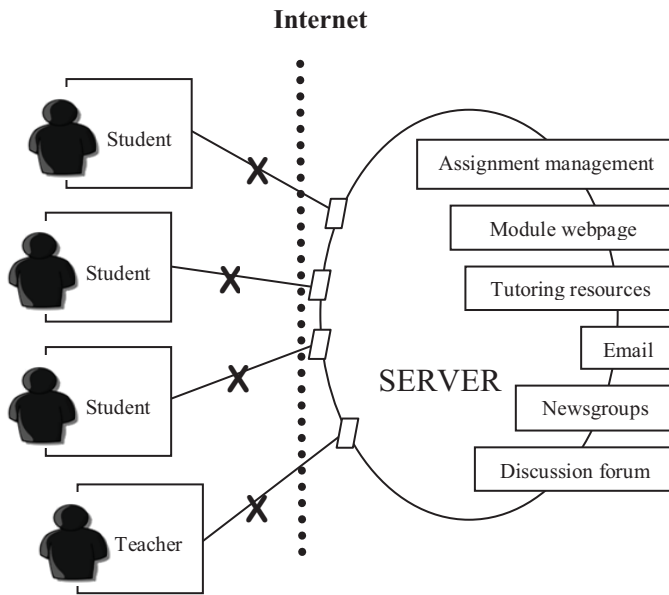 Internet
Student
Student
Student
Teacher
SERVER
Assignment management
Module webpage
Tutoring resources
Email
Newsgroups
Discussion forum